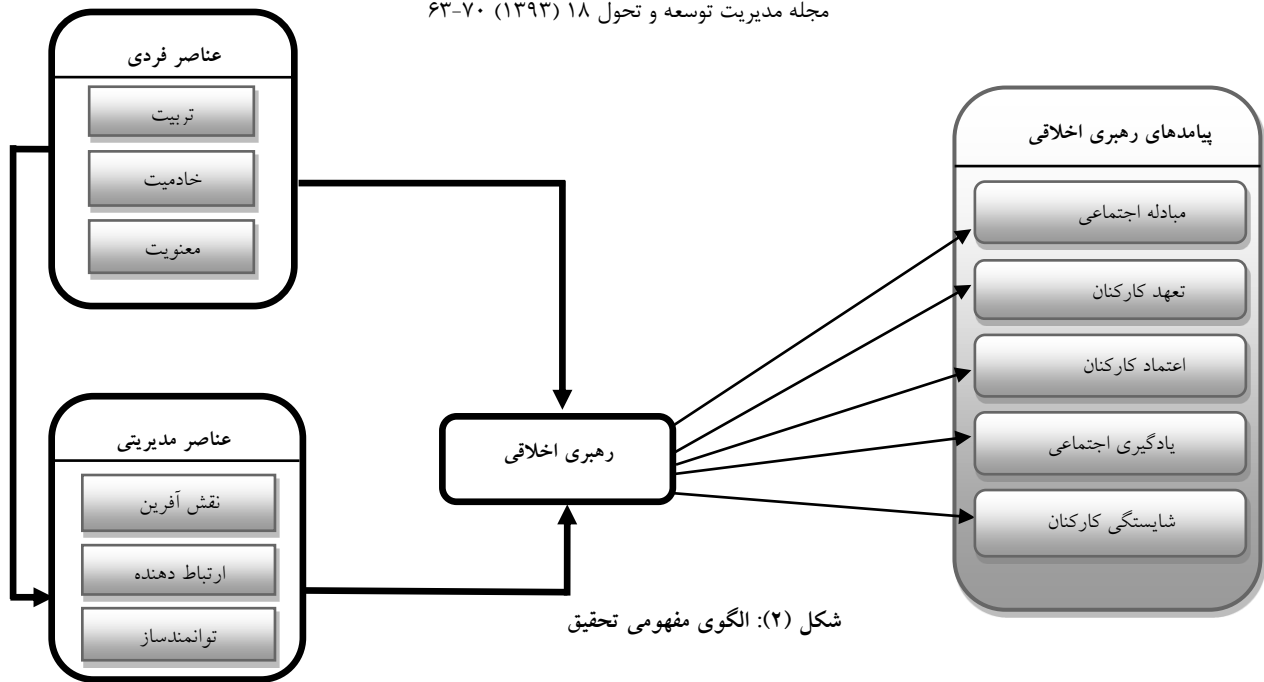 مجله مدیریت توسعه و تحول ۱۸ (۱۳۹۳) ۷۰-۶۳
عناصر فردی
تربیت
خادمیت
معنویت
عناصر مدیریتی
نقش آفرین
ارتباط دهنده
توانمندساز
رهبری اخلاقی
پیامدهای رهبری اخلاقی
مبادله اجتماعی
تعهد کارکنان
اعتماد کارکنان
یادگیری اجتماعی
شایستگی کارکنان
شکل (۲): الگوی مفهومی تحقیق